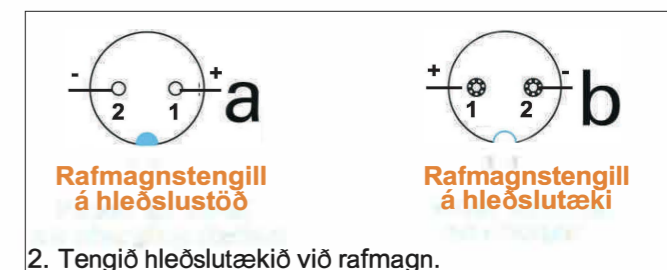 - + a
2 1
Rafmagnstengill
á hleðslustöð
+ - b
1 2
Rafmagnstengill
á hleðslutæki
2. Tengið hleðslutækið við rafmagn.